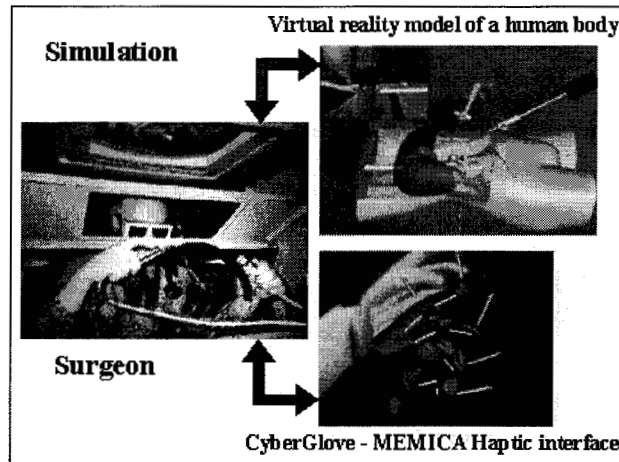 Virtual reality model of a human body
Simulation
Surgeon
CyberGlove - MEMICA Haptic interface